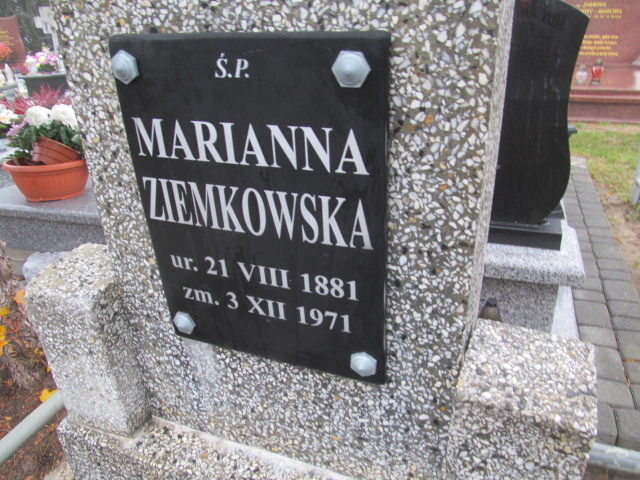 Ś.P.
MARIANNA
ZIEMKOWSKA
ur. 21 VIII 1881
zm. 3 XII 1971